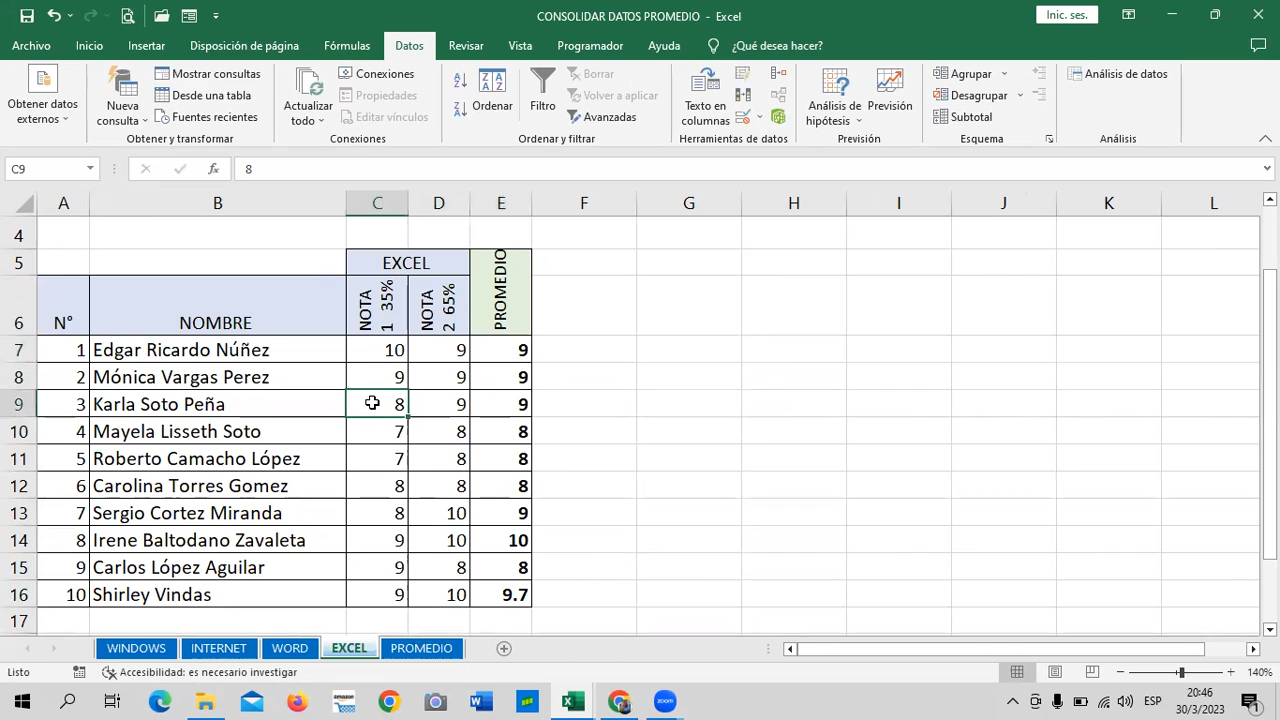 CONSOLIDAR DATOS PROMEDIO - Excel
Inic. ses.
Archivo Inicio Insertar Disposición de página Fórmulas Datos Revisar Vista Programador Ayuda ¿Qué desea hacer?
Obtener datos externos
Nueva consulta
Mostrar consultas
Desde una tabla
Fuentes recientes
Obtener y transformar
Actualizar todo
Conexiones
Propiedades
Editar vínculos
Conexiones
Ordenar
Filtro
Borrar
Volver a aplicar
Avanzadas
Ordenar y filtrar
Texto en columnas
Herramientas de datos
Análisis de hipótesis
Previsión
Previsión
Agrupar
Desagrupar
Subtotal
Esquema
Análisis de datos
Análisis
C9 fx 8
A B C D E F G H I J K L
4
5 EXCEL PROMEDIO
6 N° NOMBRE NOTA 1 35% NOTA 2 65%
7 1 Edgar Ricardo Núñez 10 9 9
8 2 Mónica Vargas Perez 9 9 9
9 3 Karla Soto Peña 8 9 9
10 4 Mayela Lisseth Soto 7 8 8
11 5 Roberto Camacho López 7 8 8
12 6 Carolina Torres Gomez 8 8 8
13 7 Sergio Cortez Miranda 8 10 9
14 8 Irene Baltodano Zavaleta 9 10 10
15 9 Carlos López Aguilar 9 8 8
16 10 Shirley Vindas 9 10 9.7
17
WINDOWS INTERNET WORD EXCEL PROMEDIO
Listo Accesibilidad: es necesario investigar 140%
zoom ESP 20:46
30/3/2023